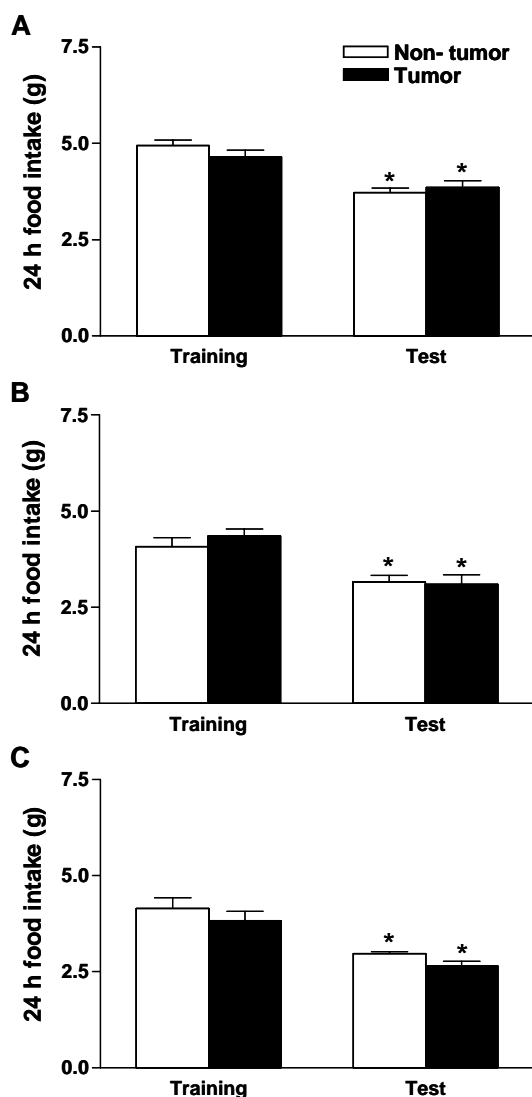 A
7.5
5.0
2.5
0.0
24 h food intake (g)
Non- tumor
Tumor
* *
Training Test
B
7.5
5.0
2.5
0.0
24 h food intake (g)
* *
Training Test
C
7.5
5.0
2.5
0.0
24 h food intake (g)
* *
Training Test